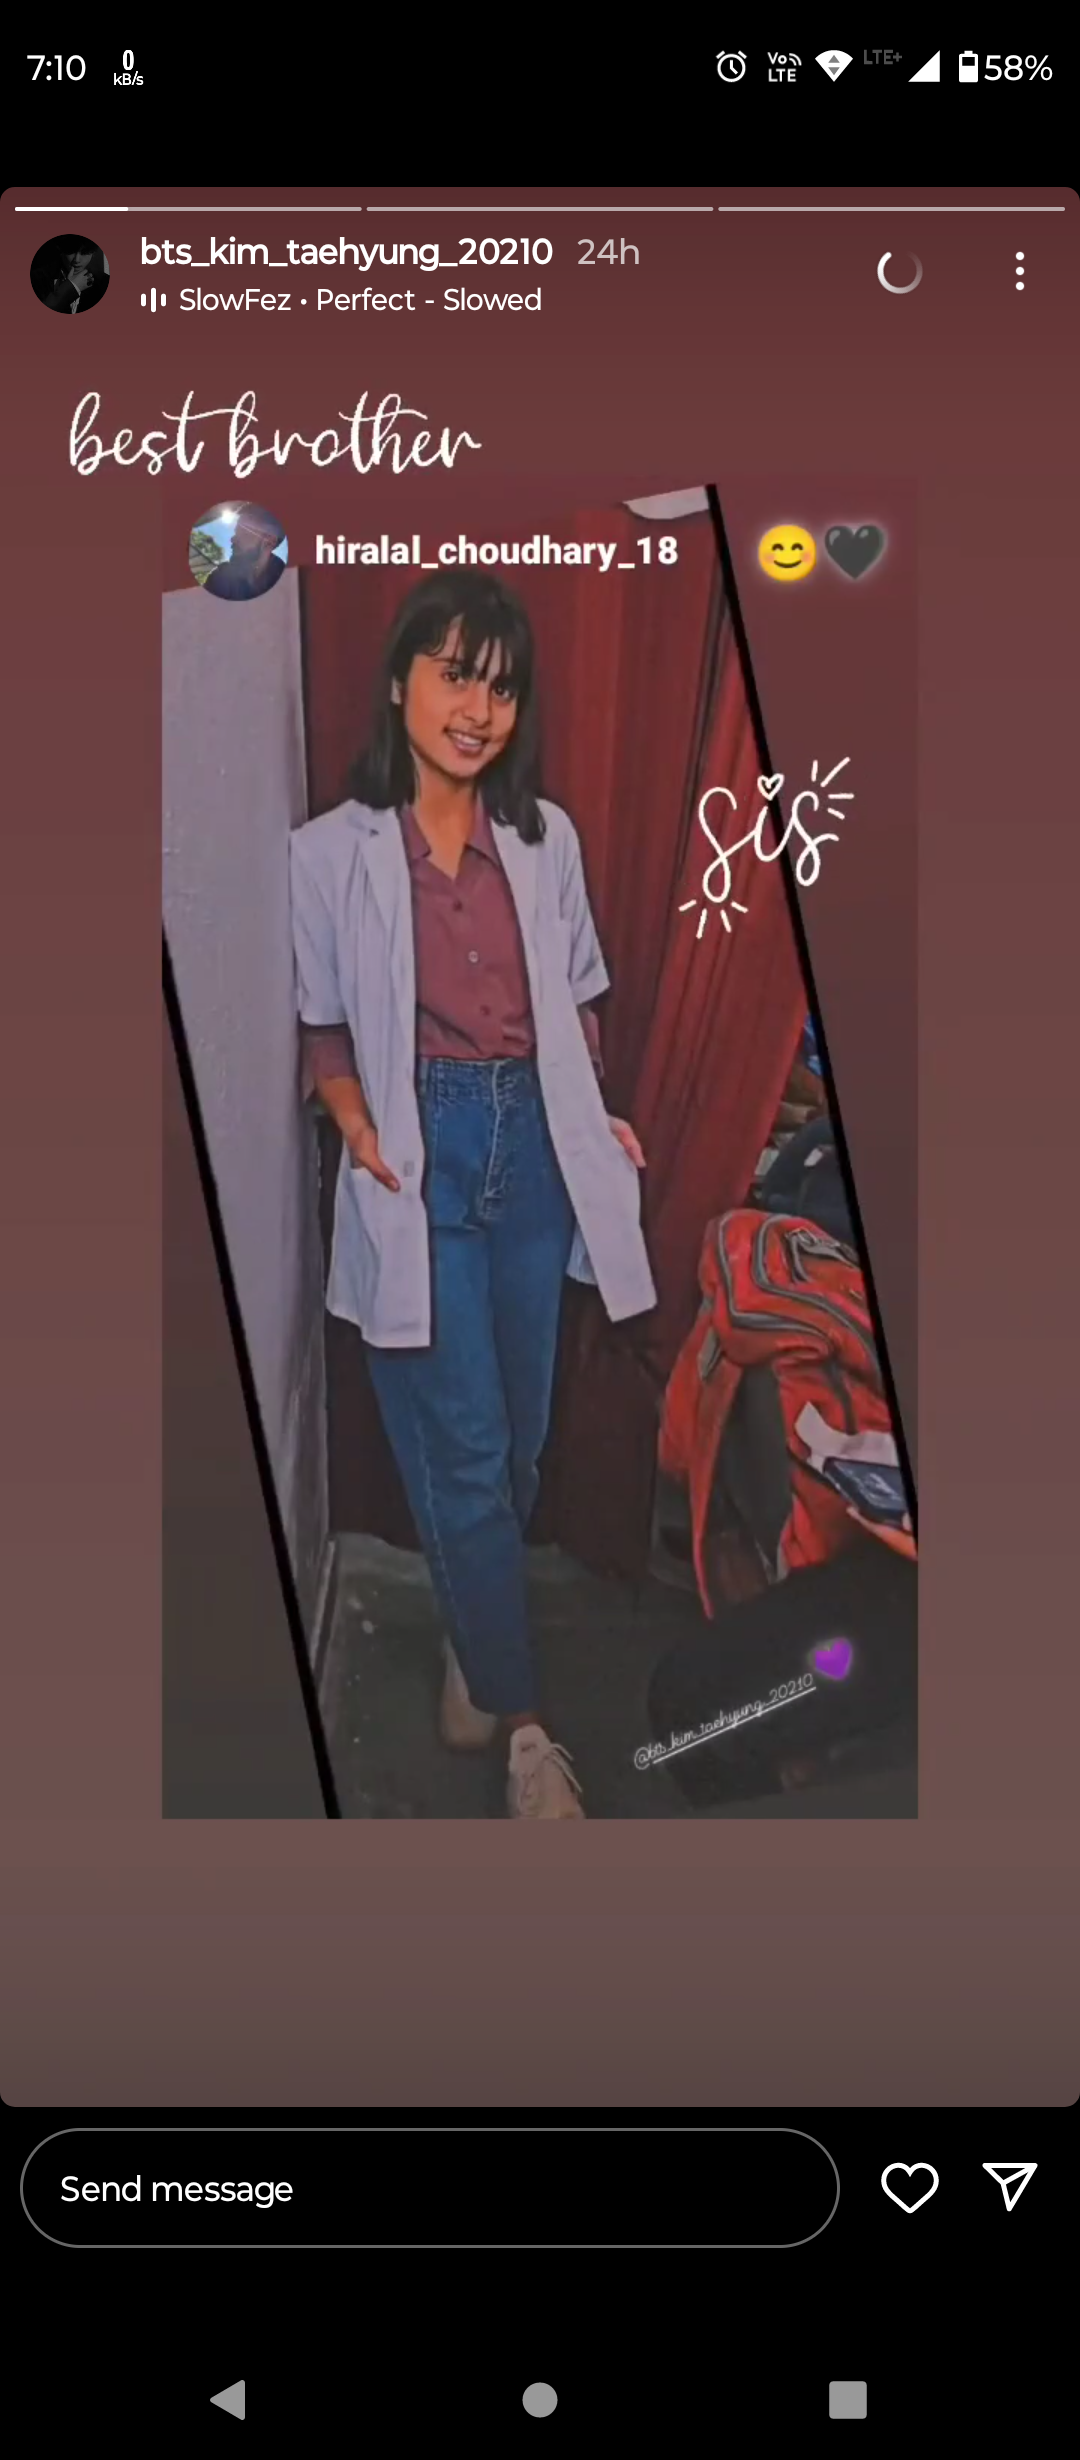 7:10 0 kB/s Vo LTE LTE+ 58%
bts_kim_taehyung_20210 24h
SlowFez • Perfect - Slowed
best brother
hiralal_choudhary_18 😊🖤
sis
@bts_kim_taehyung_20210
Send message